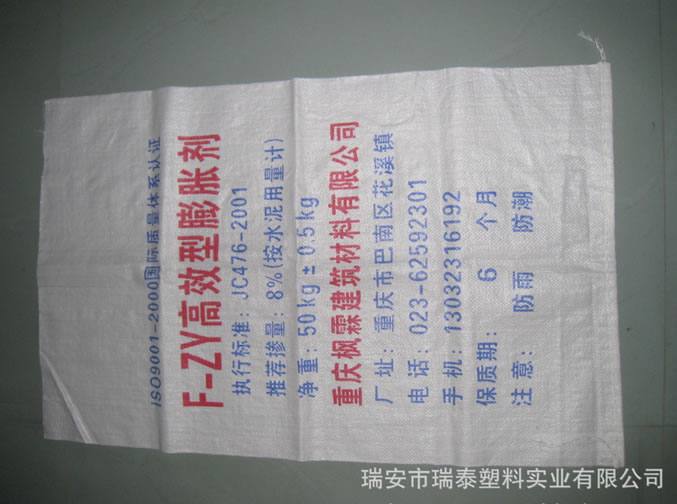 ISO9001-2000国际质量体系认证
F-ZY高效型膨胀剂
执行标准：JC476-2001
推荐掺量：8%(按水泥用量计)
净重：50kg±0.5kg
重庆枫霖建筑材料有限公司
厂址：重庆市巴南区花溪镇
电话：023-62592301
手机：13032316192
保质期：6个月
注意：防雨 防潮
瑞安市瑞泰塑料实业有限公司